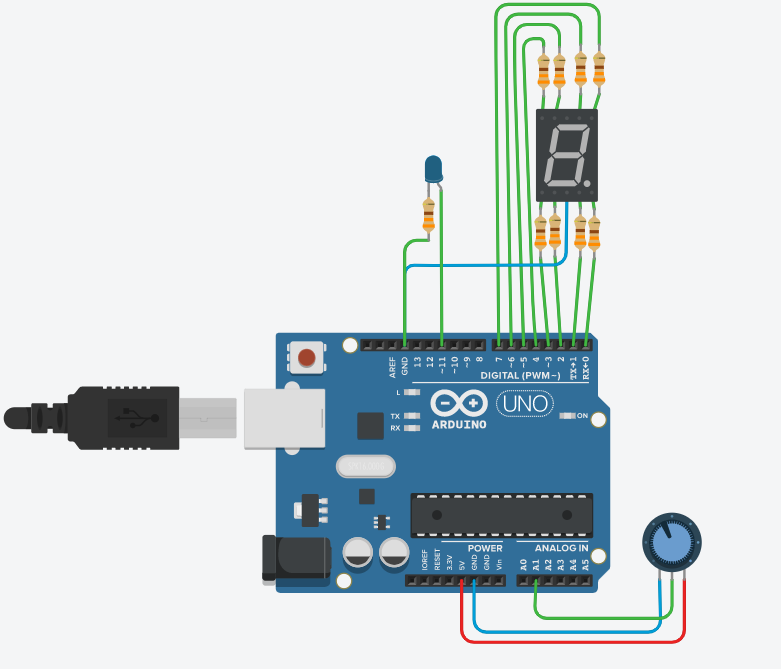 AREF
GND
13
12
~11
~10
~9
8
7
~6
~5
4
~3
2
TX→1
RX←0
DIGITAL (PWM~)
L
TX
RX
UNO
ON
ARDUINO
POWER
ANALOG IN
IOREF
RESET
3.3V
5V
GND
GND
Vin
A0
A1
A2
A3
A4
A5